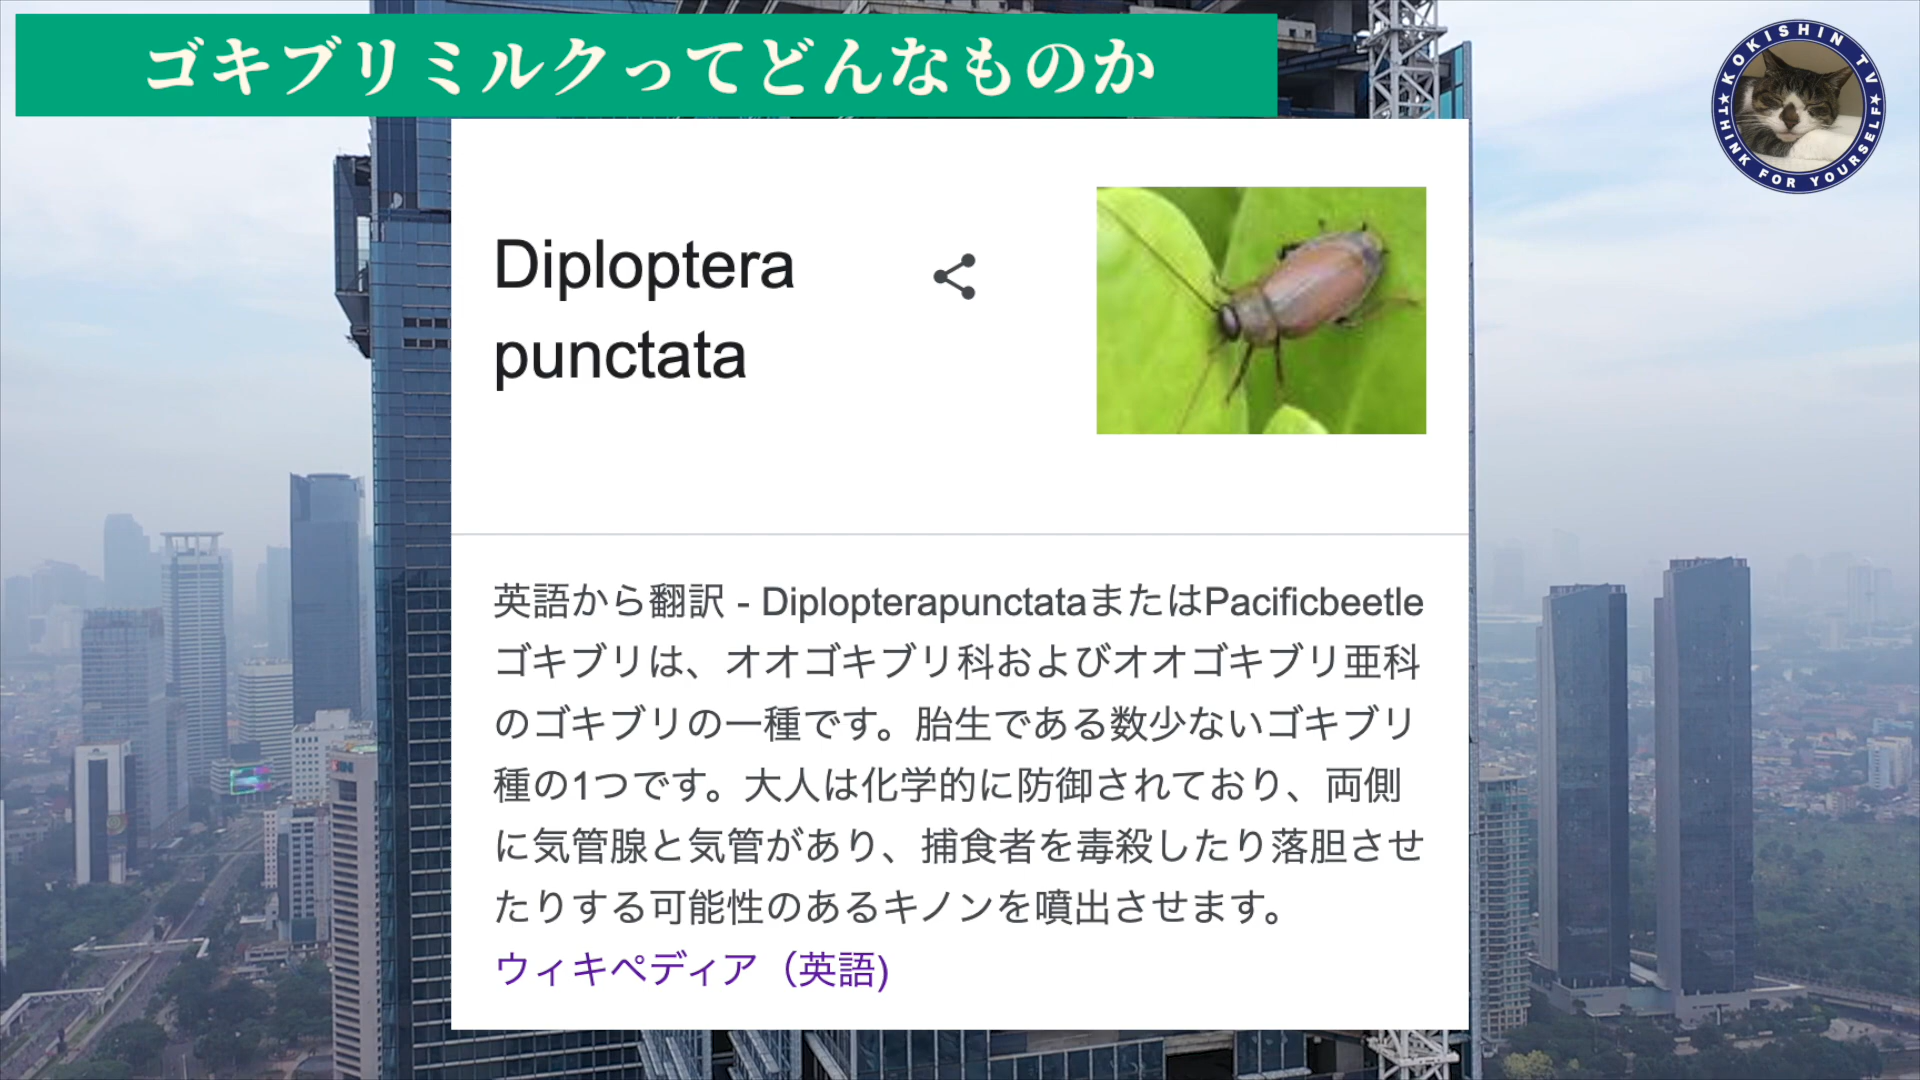 ゴキブリミルクってどんなものか
KOKISHIN TV
THINK FOR YOURSELF
Diploptera
punctata
英語から翻訳 - DiplopterapunctataまたはPacificbeetle
ゴキブリは、オオゴキブリ科およびオオゴキブリ亜科
のゴキブリの一種です。胎生である数少ないゴキブリ
種の1つです。大人は化学的に防御されており、両側
に気管腺と気管があり、捕食者を毒殺したり落胆させ
たりする可能性のあるキノンを噴出させます。
ウィキペディア（英語)